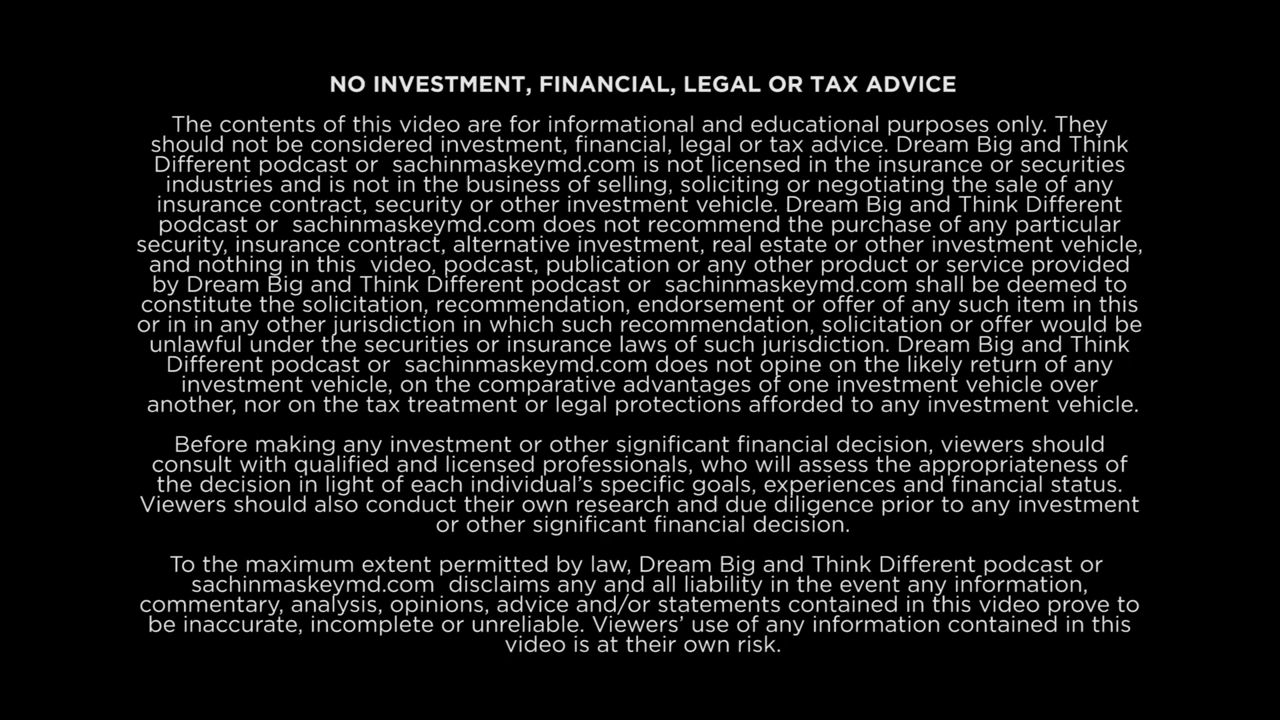 NO INVESTMENT, FINANCIAL, LEGAL OR TAX ADVICE
The contents of this video are for informational and educational purposes only. They
should not be considered investment, financial, legal or tax advice. Dream Big and Think
Different podcast or  sachinmaskeymd.com is not licensed in the insurance or securities
industries and is not in the business of selling, soliciting or negotiating the sale of any
insurance contract, security or other investment vehicle. Dream Big and Think Different
podcast or  sachinmaskeymd.com does not recommend the purchase of any particular
security, insurance contract, alternative investment, real estate or other investment vehicle,
and nothing in this  video, podcast, publication or any other product or service provided
by Dream Big and Think Different podcast or  sachinmaskeymd.com shall be deemed to
constitute the solicitation, recommendation, endorsement or offer of any such item in this
or in in any other jurisdiction in which such recommendation, solicitation or offer would be
unlawful under the securities or insurance laws of such jurisdiction. Dream Big and Think
Different podcast or  sachinmaskeymd.com does not opine on the likely return of any
investment vehicle, on the comparative advantages of one investment vehicle over
another, nor on the tax treatment or legal protections afforded to any investment vehicle.
Before making any investment or other significant financial decision, viewers should
consult with qualified and licensed professionals, who will assess the appropriateness of
the decision in light of each individual’s specific goals, experiences and financial status.
Viewers should also conduct their own research and due diligence prior to any investment
or other significant financial decision.
To the maximum extent permitted by law, Dream Big and Think Different podcast or
sachinmaskeymd.com  disclaims any and all liability in the event any information,
commentary, analysis, opinions, advice and/or statements contained in this video prove to
be inaccurate, incomplete or unreliable. Viewers’ use of any information contained in this
video is at their own risk.